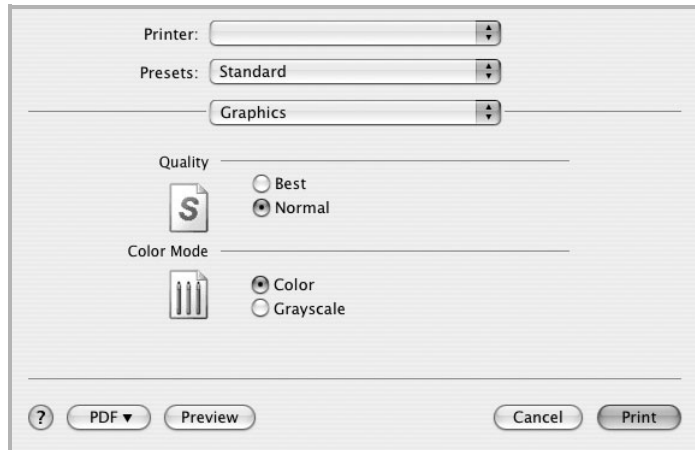 Printer:
Presets: Standard
Graphics
Quality
Best
S
Normal
Color Mode
Color
Grayscale
? PDF▼ Preview Cancel Print